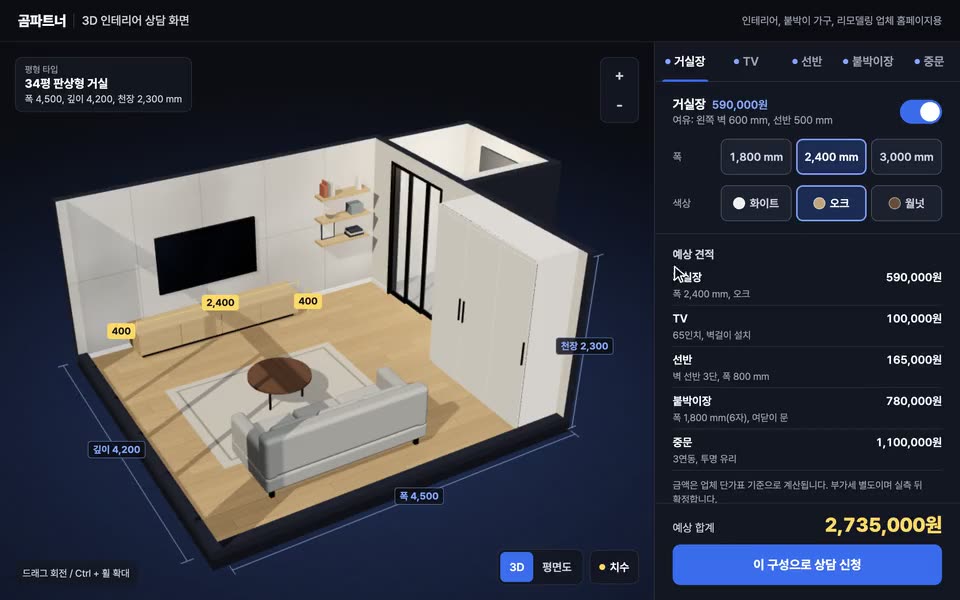 곰파트너 3D 인테리어 상담 화면
인테리어, 붙박이 가구, 리모델링 업체 홈페이지용
평형 타입
34평 판상형 거실
폭 4,500, 깊이 4,200, 천장 2,300 mm
+
-
400
2,400
400
천장 2,300
깊이 4,200
폭 4,500
드래그 회전 / Ctrl + 휠 확대
3D 평면도 치수
거실장 TV 선반 붙박이장 중문
거실장 590,000원
여유: 왼쪽 벽 600 mm, 선반 500 mm
폭 1,800 mm 2,400 mm 3,000 mm
색상 화이트 오크 월넛
예상 견적
실장 590,000원
폭 2,400 mm, 오크
TV 100,000원
65인치, 벽걸이 설치
선반 165,000원
벽 선반 3단, 폭 800 mm
붙박이장 780,000원
폭 1,800 mm(6자), 여닫이 문
중문 1,100,000원
3연동, 투명 유리
금액은 업체 단가표 기준으로 계산됩니다. 부가세 별도이며 실측 뒤
확정합니다.
예상 합계 2,735,000원
이 구성으로 상담 신청